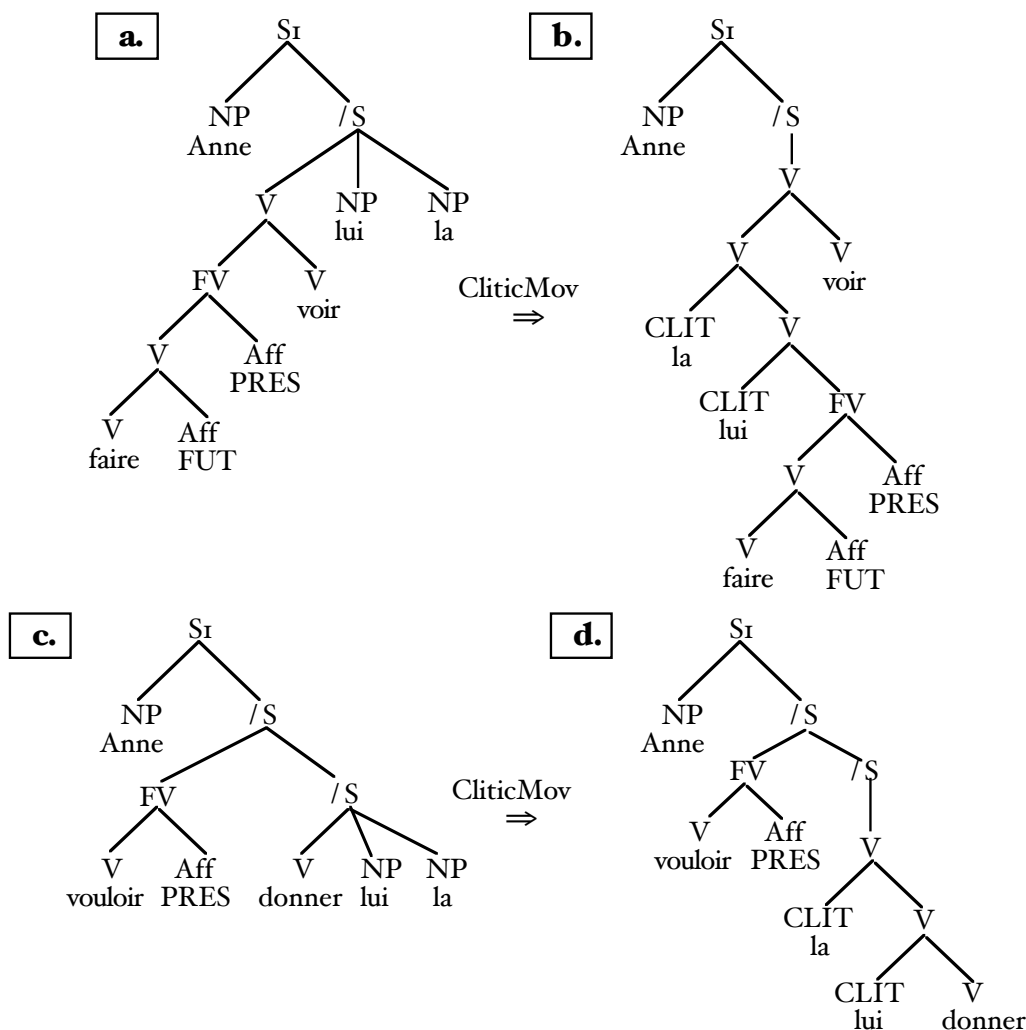 a.
S1
NP /S
Anne
V NP NP
lui la
FV V
voir
V Aff
PRES
V Aff
faire FUT
CliticMov
⇒
b.
S1
NP /S
Anne
V
V V
voir
CLIT V
la
CLIT FV
lui
V Aff
PRES
V Aff
faire FUT
c.
S1
NP /S
Anne
FV /S
V Aff V NP NP
vouloir PRES donner lui la
CliticMov
⇒
d.
S1
NP /S
Anne
FV /S
V Aff
vouloir PRES
V
CLIT V
la
CLIT V
lui donner